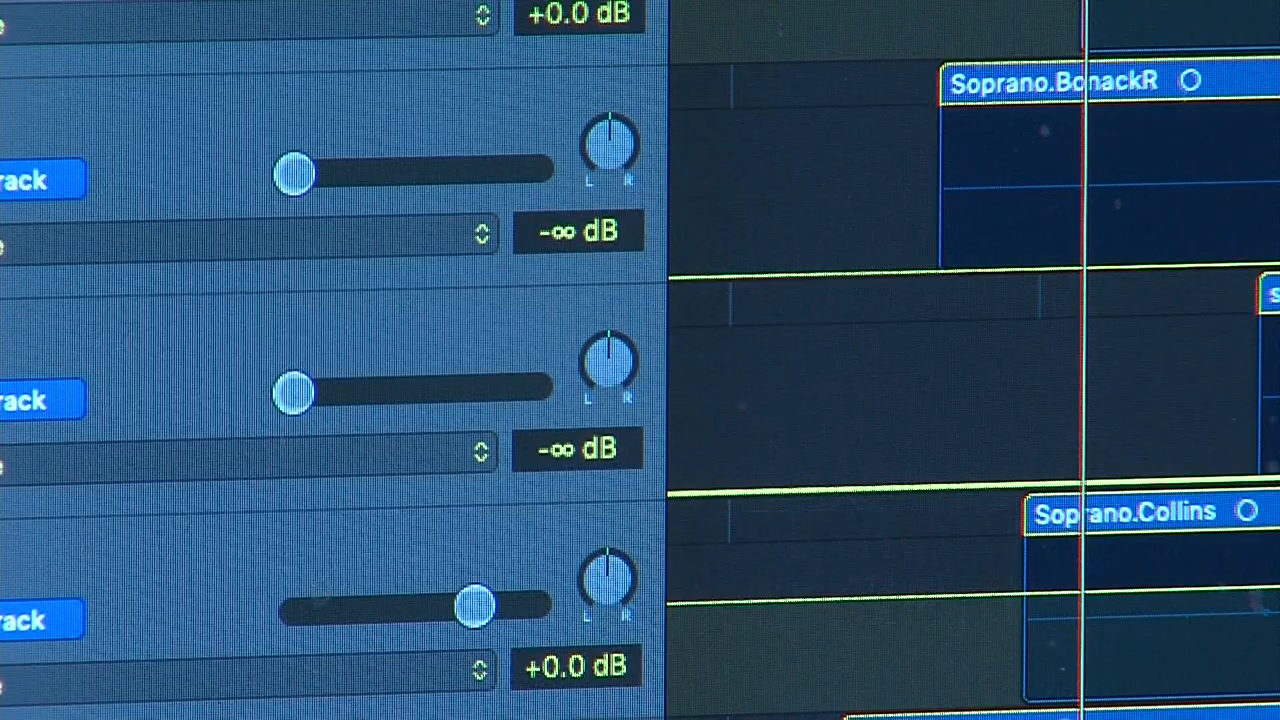 +0.0 dB
Soprano.BonackR
L R
rack
-∞ dB
L R
rack
-∞ dB
Soprano.Collins
L R
rack
+0.0 dB